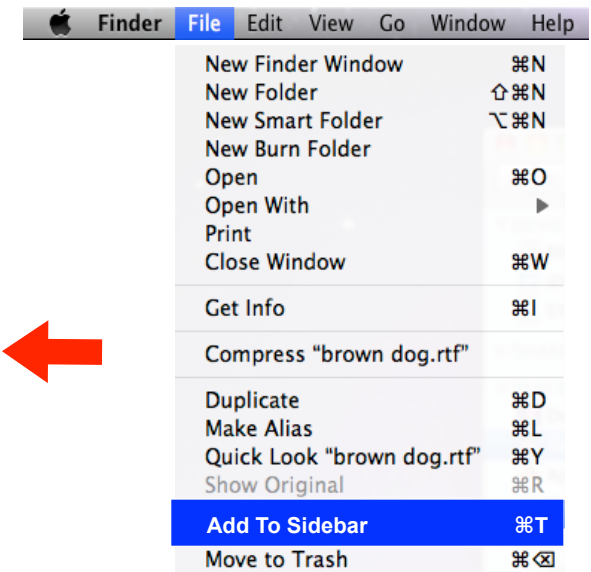 Finder File Edit View Go Window Help
New Finder Window ⌘N
New Folder ⇧⌘N
New Smart Folder ⌥⌘N
New Burn Folder
Open ⌘O
Open With ▶
Print
Close Window ⌘W
Get Info ⌘I
Compress “brown dog.rtf”
Duplicate ⌘D
Make Alias ⌘L
Quick Look “brown dog.rtf” ⌘Y
Show Original ⌘R
Add To Sidebar ⌘T
Move to Trash ⌘⌫